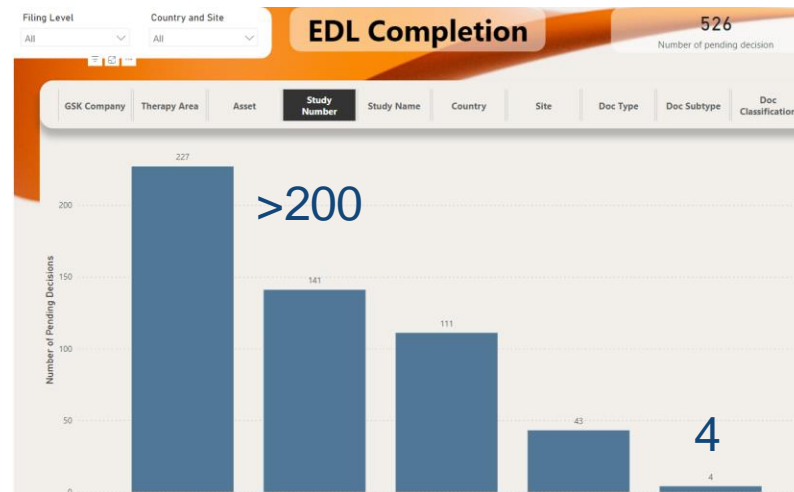 Filing Level
Country and Site
All
All
EDL Completion
526
Number of pending decision
GSK Company
Therapy Area
Asset
Study
Number
Study Name
Country
Site
Doc Type
Doc Subtype
Doc
Classification
Number of Pending Decisions
200
150
100
50
0
227
>200
141
111
43
4
4